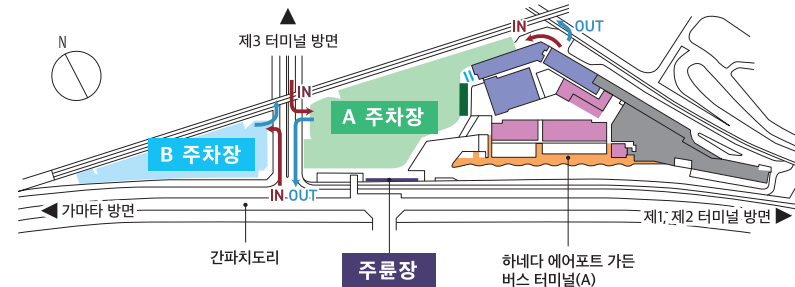 제3 터미널 방면
N
IN
OUT
IN
A 주차장
B 주차장
IN
OUT
가마타 방면
제1, 제2 터미널 방면
간파치도리
주륜장
하네다 에어포트 가든
버스 터미널(A)